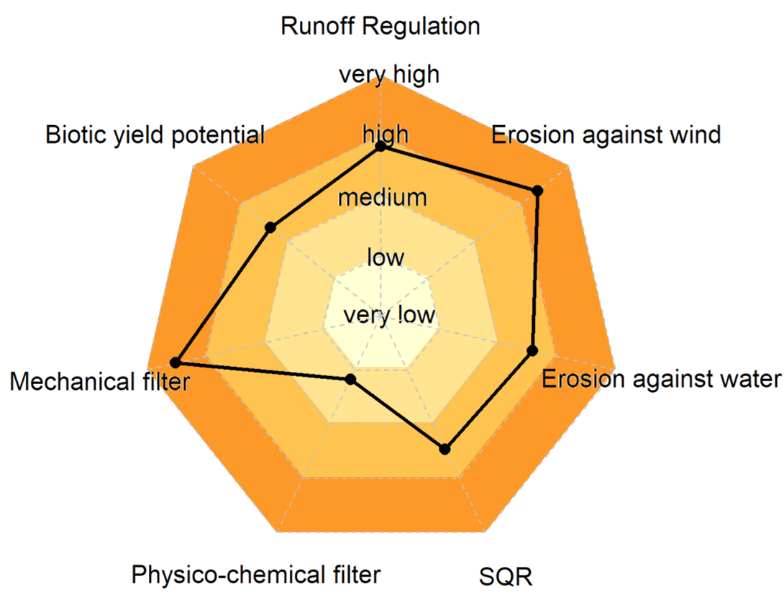 Runoff Regulation
very high
Biotic yield potential
high
Erosion against wind
medium
low
very low
Mechanical filter
Erosion against water
Physico-chemical filter
SQR